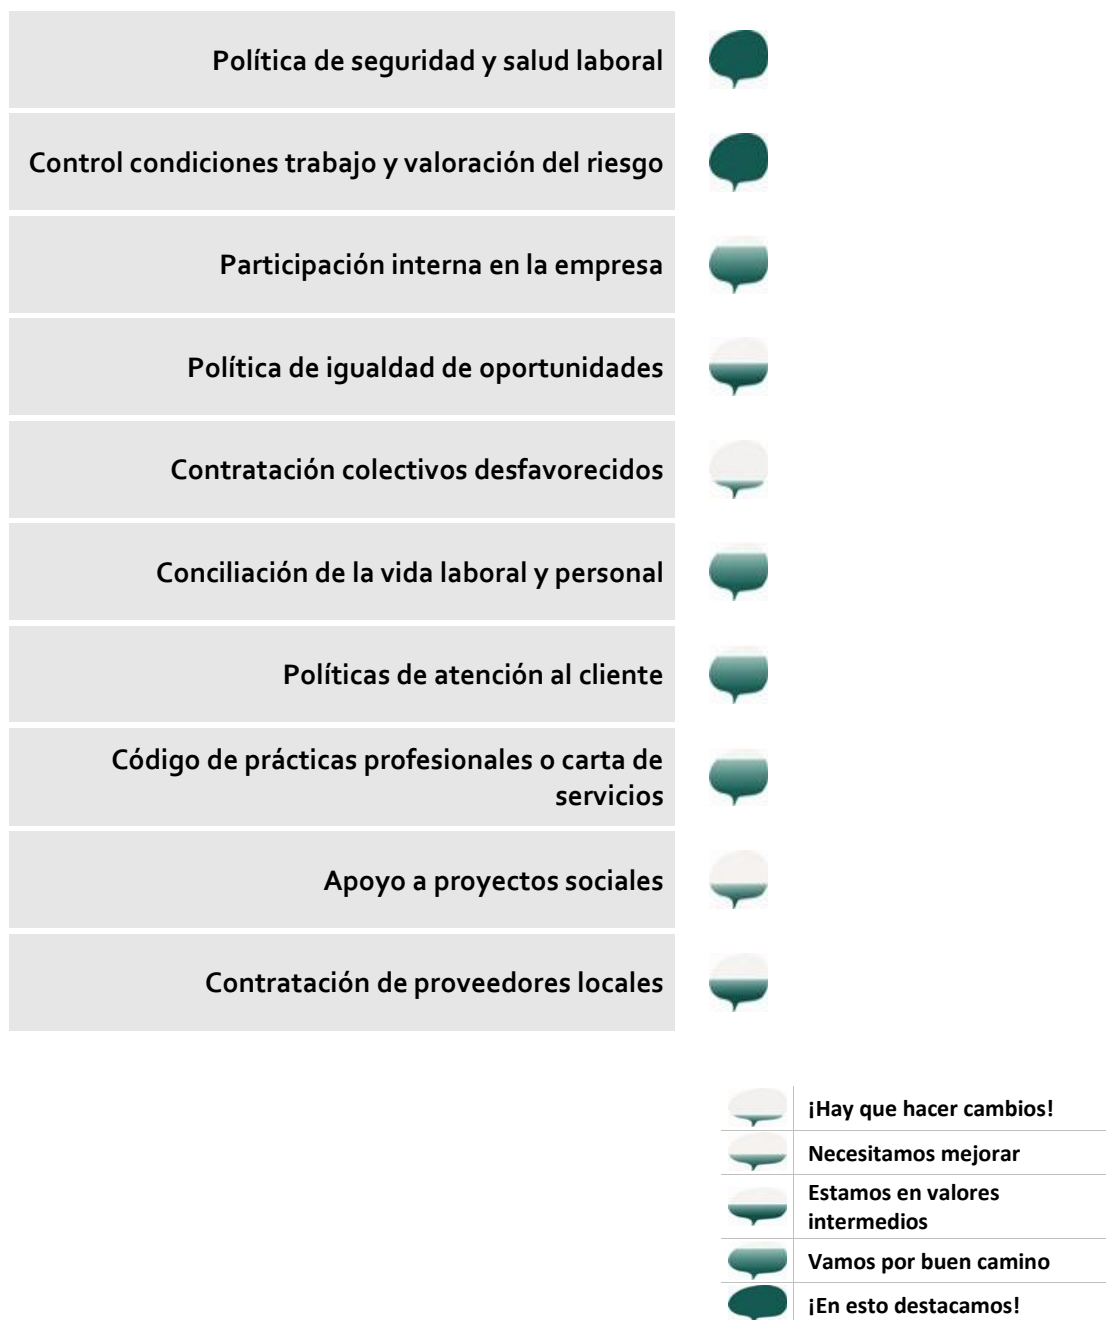 Política de seguridad y salud laboral
Control condiciones trabajo y valoración del riesgo
Participación interna en la empresa
Política de igualdad de oportunidades
Contratación colectivos desfavorecidos
Conciliación de la vida laboral y personal
Políticas de atención al cliente
Código de prácticas profesionales o carta de
servicios
Apoyo a proyectos sociales
Contratación de proveedores locales
¡Hay que hacer cambios!
Necesitamos mejorar
Estamos en valores
intermedios
Vamos por buen camino
¡En esto destacamos!